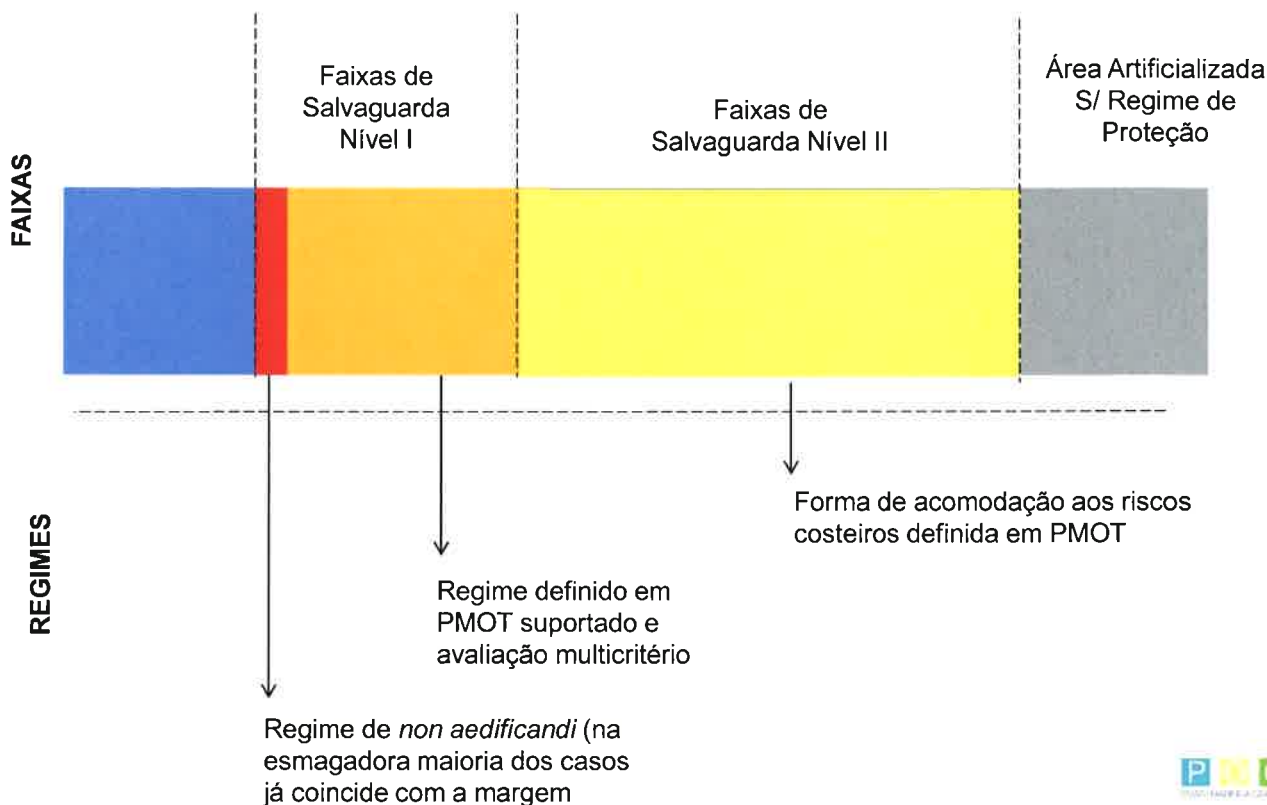 Faixas de
Salvaguarda
Nível I
Faixas de
Salvaguarda Nível II
Área Artificializada
S/ Regime de
Proteção
FAIXAS
REGIMES
Forma de acomodação aos riscos
costeiros definida em PMOT
Regime definido em
PMOT suportado e
avaliação multicritério
Regime de non aedificandi (na
esmagadora maioria dos casos
já coincide com a margem
P